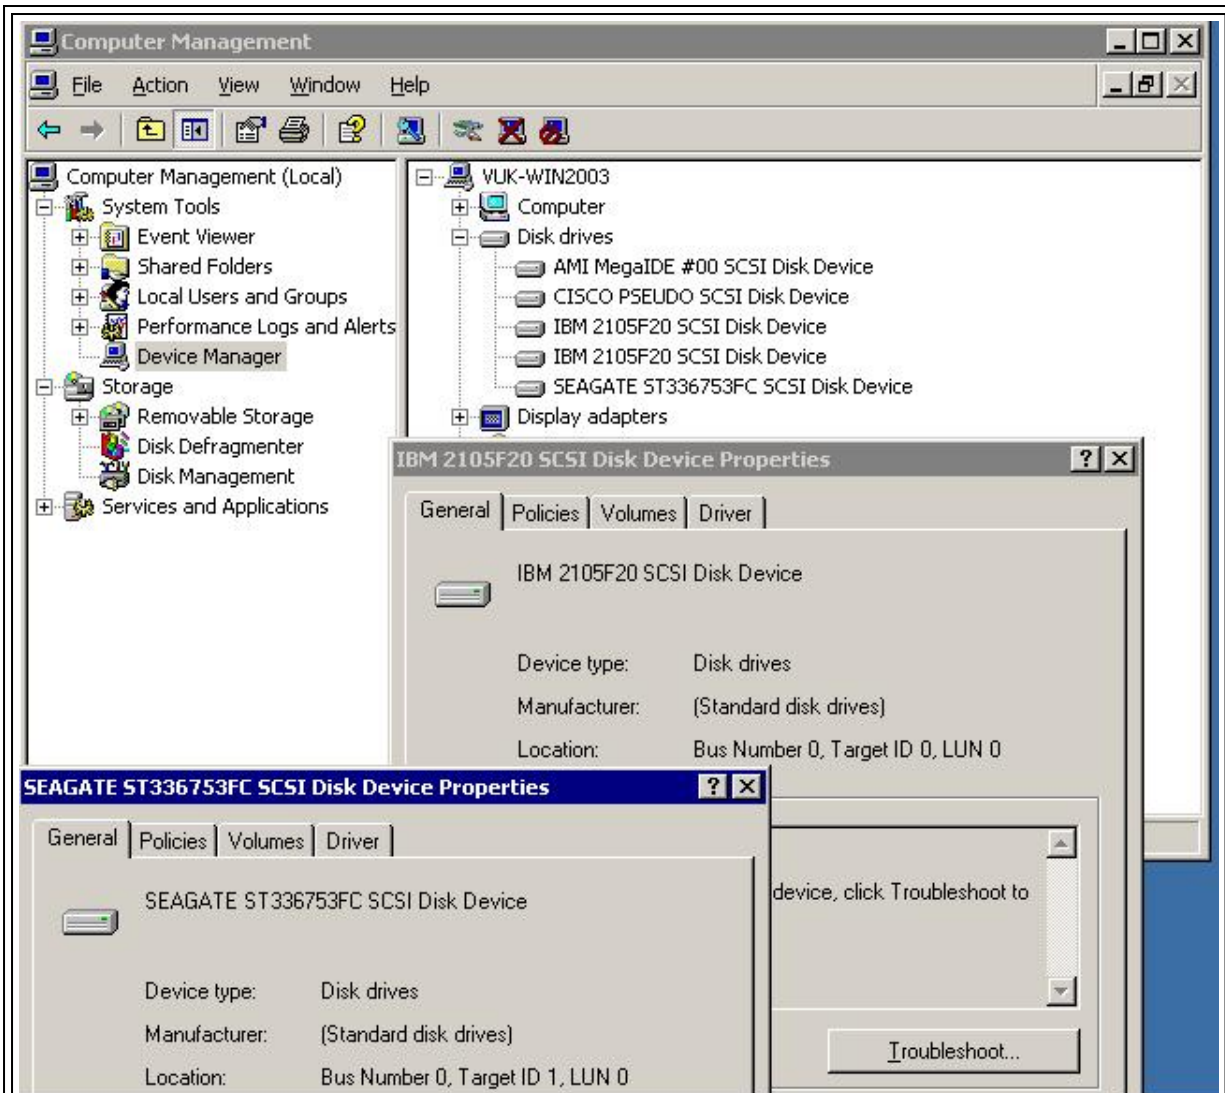 Computer Management
File Action View Window Help
Computer Management (Local)
System Tools
Event Viewer
Shared Folders
Local Users and Groups
Performance Logs and Alerts
Device Manager
Storage
Removable Storage
Disk Defragmenter
Disk Management
Services and Applications
VUK-WIN2003
Computer
Disk drives
AMI MegaIDE #00 SCSI Disk Device
CISCO PSEUDO SCSI Disk Device
IBM 2105F20 SCSI Disk Device
IBM 2105F20 SCSI Disk Device
SEAGATE ST336753FC SCSI Disk Device
Display adapters
IBM 2105F20 SCSI Disk Device Properties
General Policies Volumes Driver
IBM 2105F20 SCSI Disk Device
Device type: Disk drives
Manufacturer: (Standard disk drives)
Location: Bus Number 0, Target ID 0, LUN 0
device, click Troubleshoot to
Troubleshoot...
SEAGATE ST336753FC SCSI Disk Device Properties
General Policies Volumes Driver
SEAGATE ST336753FC SCSI Disk Device
Device type: Disk drives
Manufacturer: (Standard disk drives)
Location: Bus Number 0, Target ID 1, LUN 0